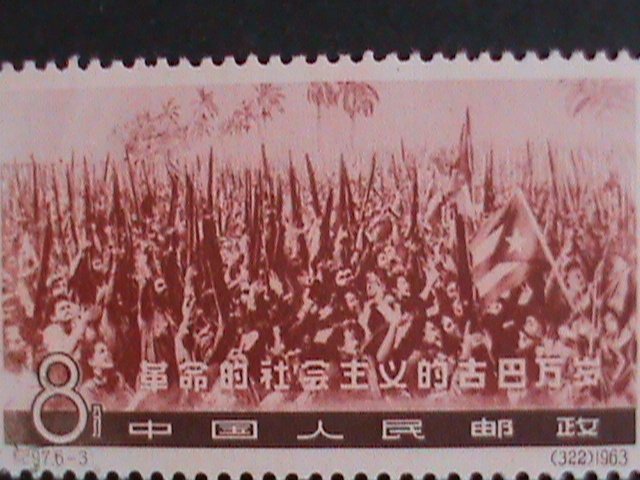 革命的社会主义的古巴万岁
8分
中国人民邮政
纪97.6-3
(322)1963